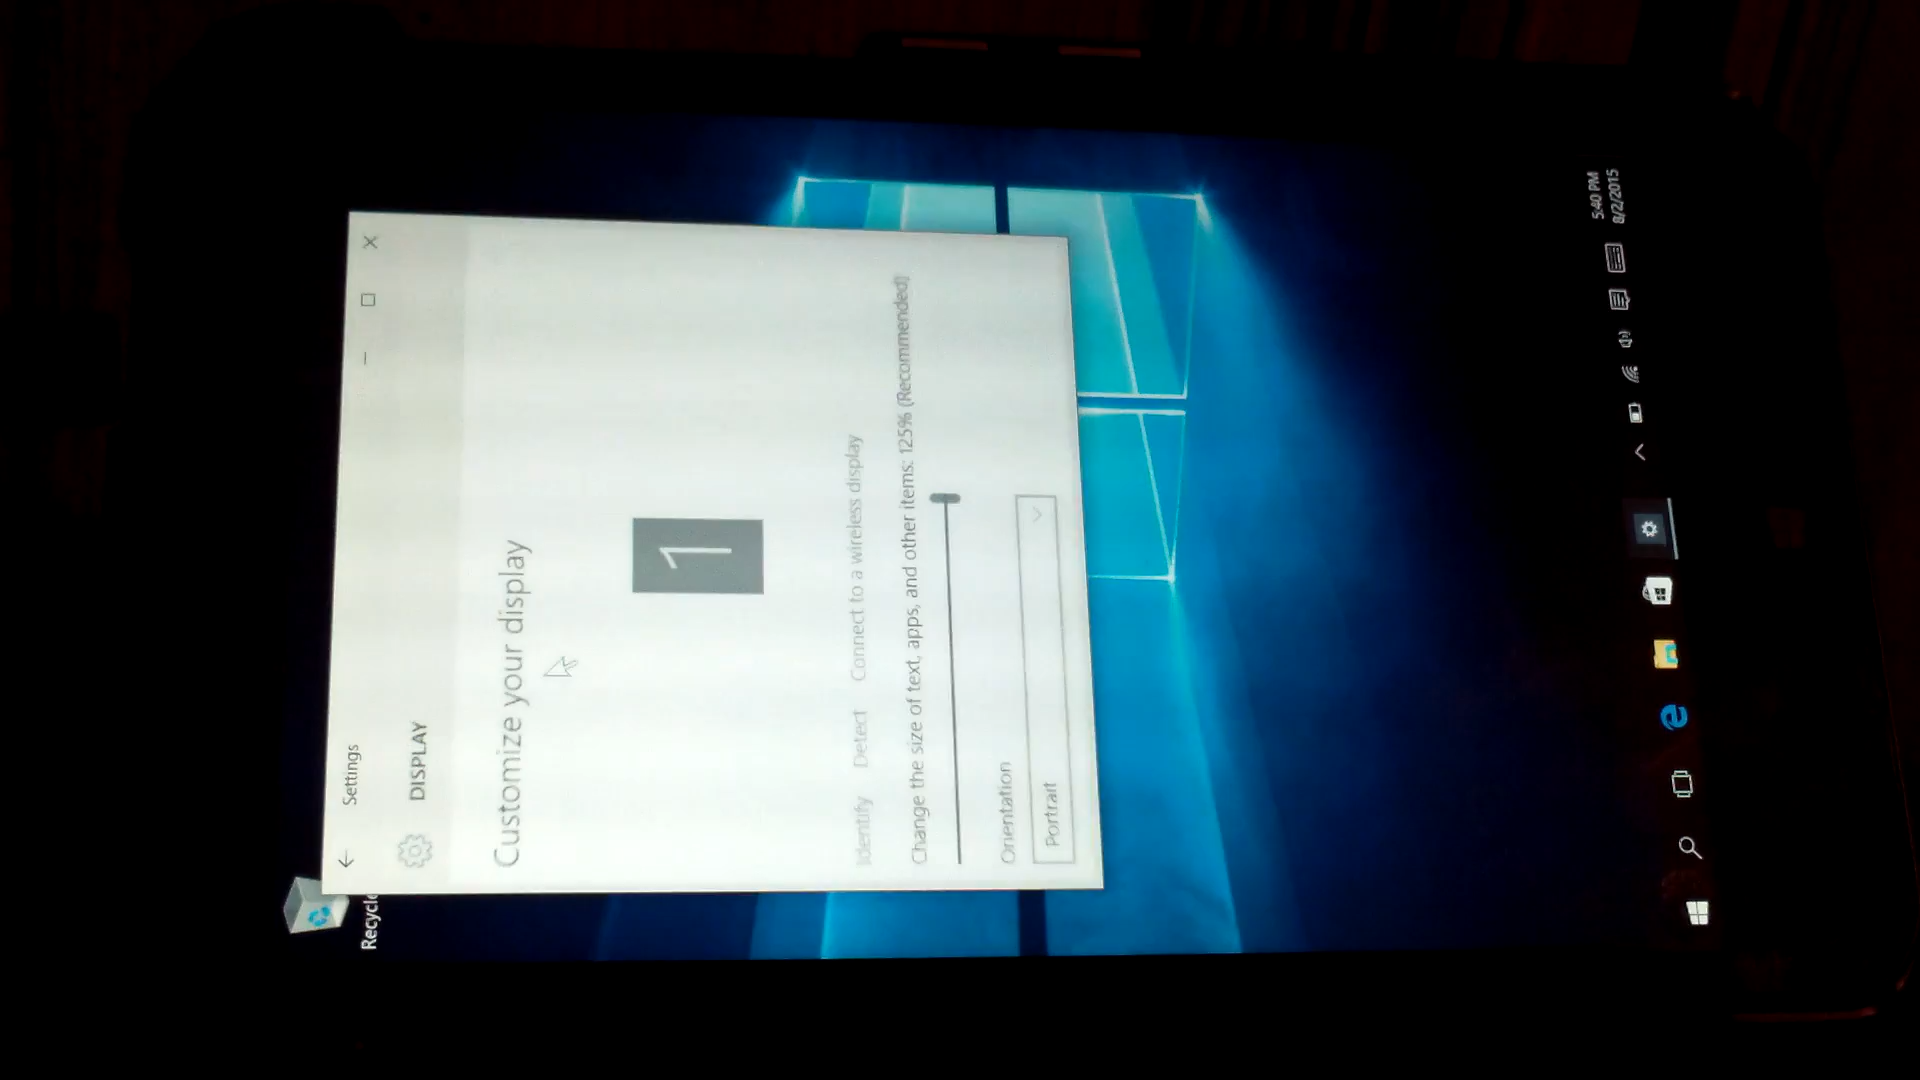 Recycle
Settings
DISPLAY
Customize your display
1
Identify Detect Connect to a wireless display
Change the size of text, apps, and other items: 125% (Recommended)
Orientation
Portrait
5:40 PM
8/2/2015